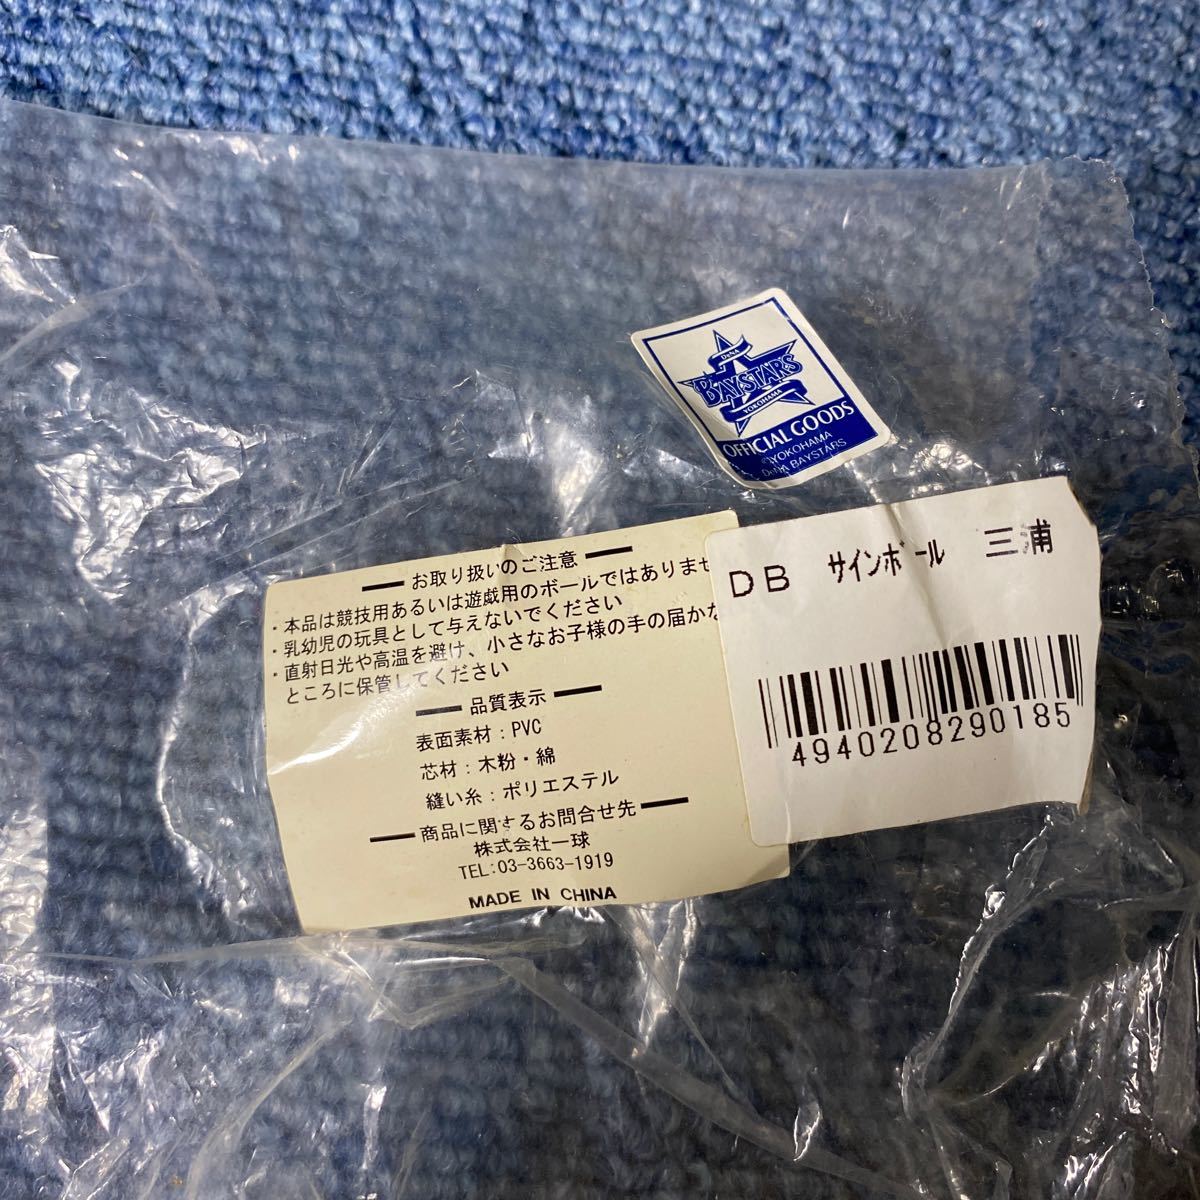 DeNA
BAYSTARS
YOKOHAMA
OFFICIAL GOODS
©YOKOHAMA
DeNA BAYSTARS
DB サインボール 三浦
4940208290185
お取り扱いのご注意
・本品は競技用あるいは遊戯用のボールではありませ
・乳幼児の玩具として与えないでください
・直射日光や高温を避け、小さなお子様の手の届かな
ところに保管してください
品質表示
表面素材:PVC
芯材:木粉・綿
縫い糸:ポリエステル
商品に関するお問合せ先
株式会社一球
TEL:03-3663-1919
MADE IN CHINA